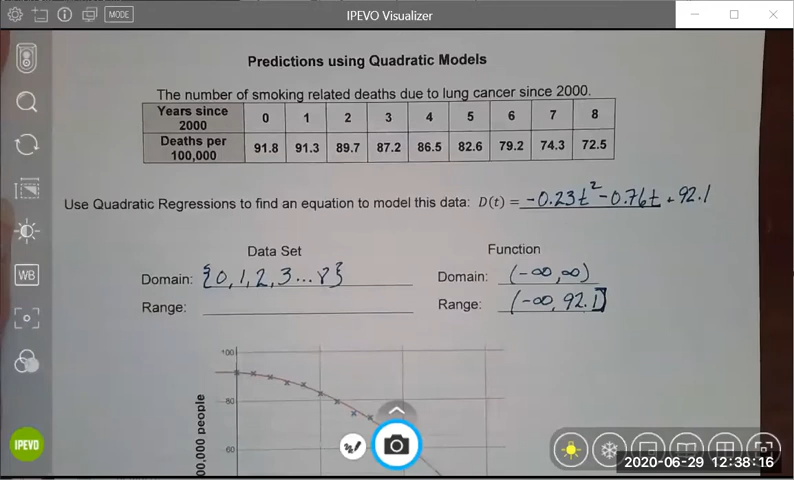 MODE
IPEVO Visualizer
Predictions using Quadratic Models
The number of smoking related deaths due to lung cancer since 2000.
Years since 2000 0 1 2 3 4 5 6 7 8
Deaths per 100,000 91.8 91.3 89.7 87.2 86.5 82.6 79.2 74.3 72.5
Use Quadratic Regressions to find an equation to model this data: D(t) = -0.23t² - 0.76t + 92.1
Data Set
Function
Domain: {0, 1, 2, 3 ... 8}
Domain: (-∞, ∞)
Range:
Range: (-∞, 92.1]
100
80
60
00,000 people
WB
IPEVO
2020-06-29 12:38:16